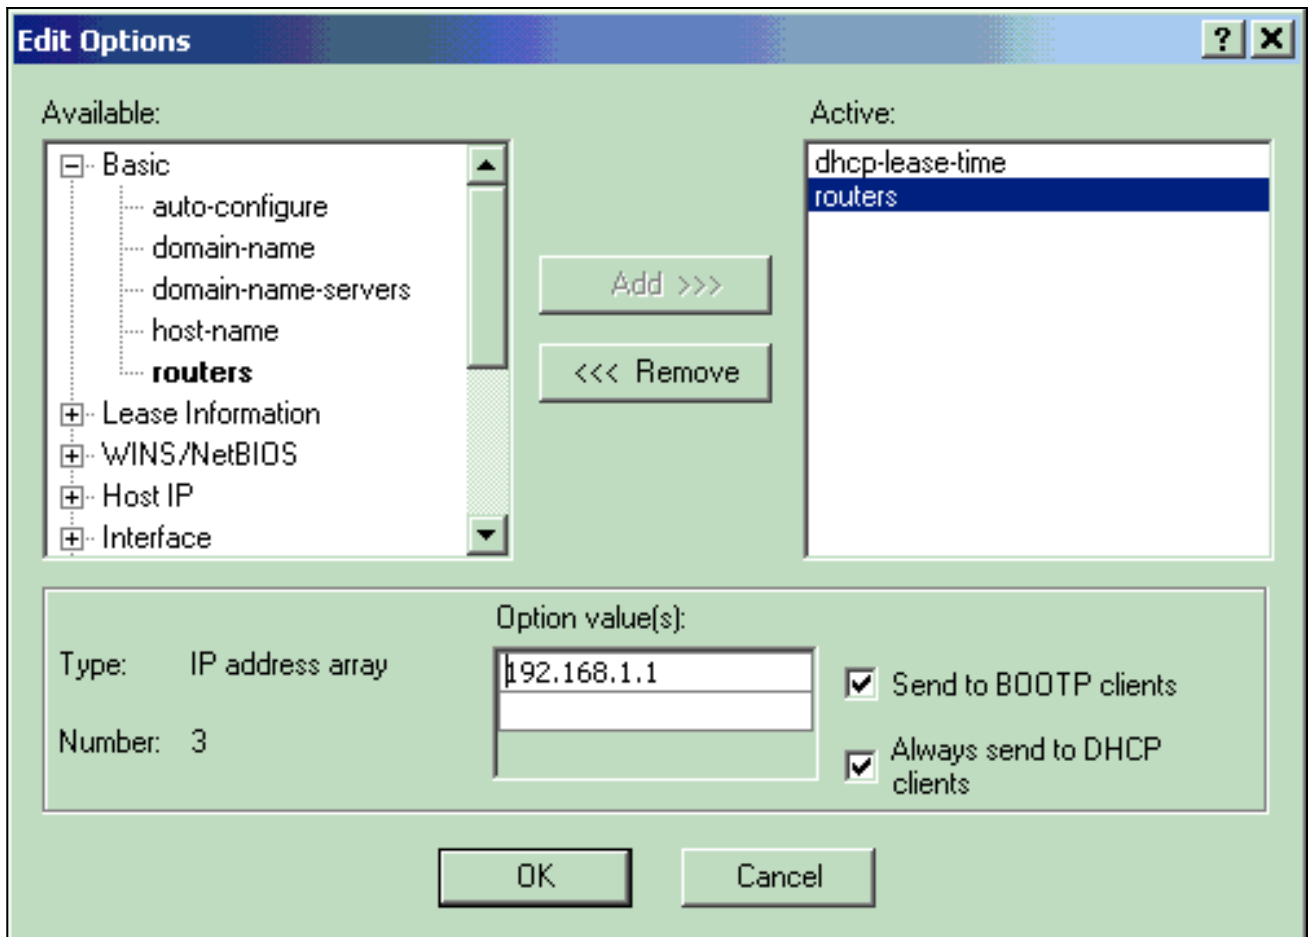 Edit Options
Available:
Basic
auto-configure
domain-name
domain-name-servers
host-name
routers
Lease Information
WINS/NetBIOS
Host IP
Interface
Add >>>
<<< Remove
Active:
dhcp-lease-time
routers
Type: IP address array
Number: 3
Option value(s):
192.168.1.1
Send to BOOTP clients
Always send to DHCP
clients
OK
Cancel